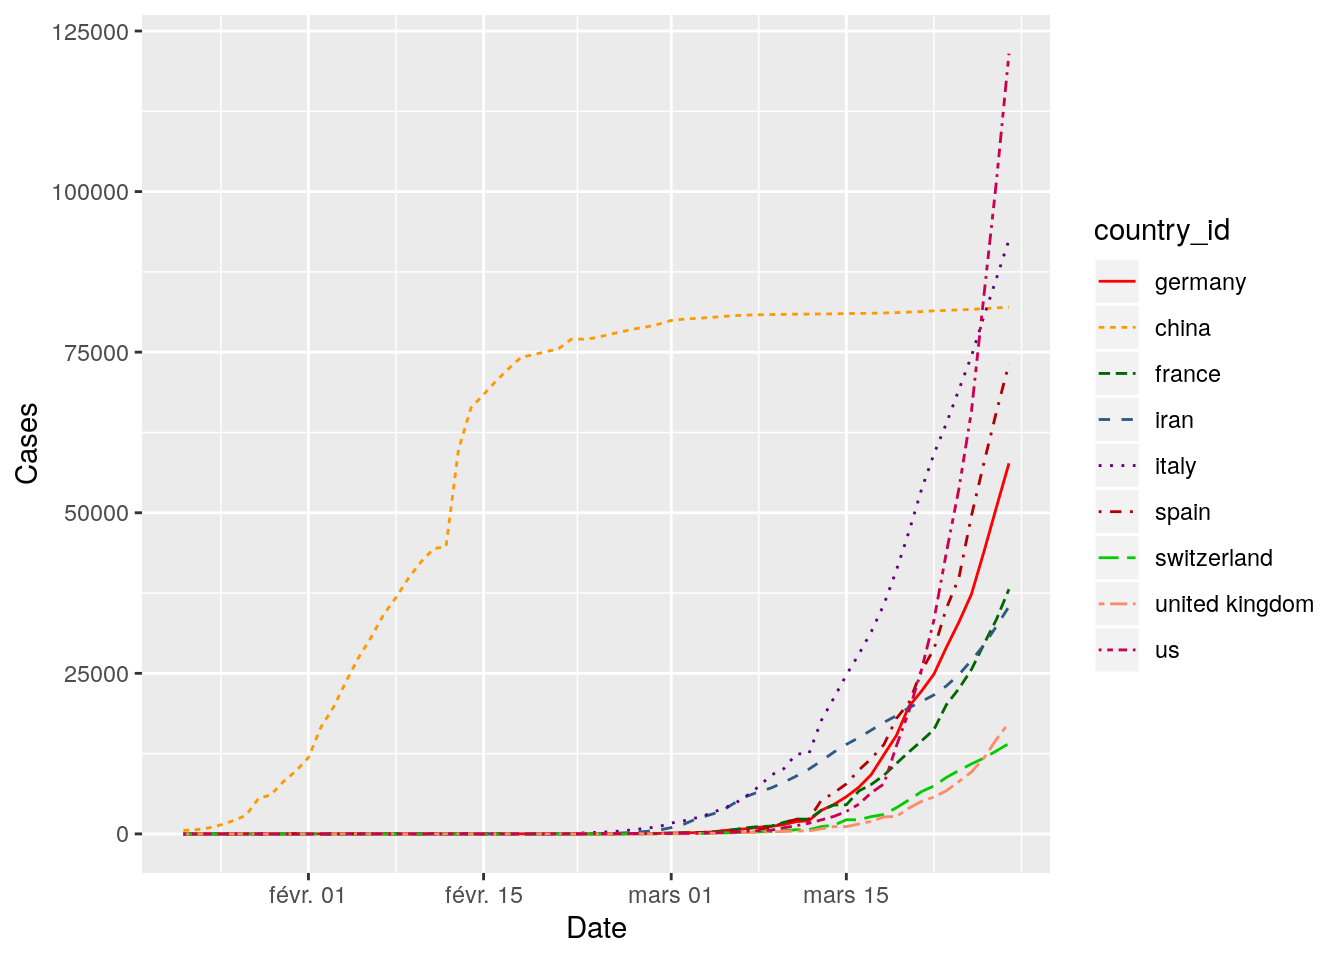 125000
100000
75000
50000
25000
0
Cases
févr. 01
févr. 15
mars 01
mars 15
Date
country_id
germany
china
france
iran
italy
spain
switzerland
united kingdom
us